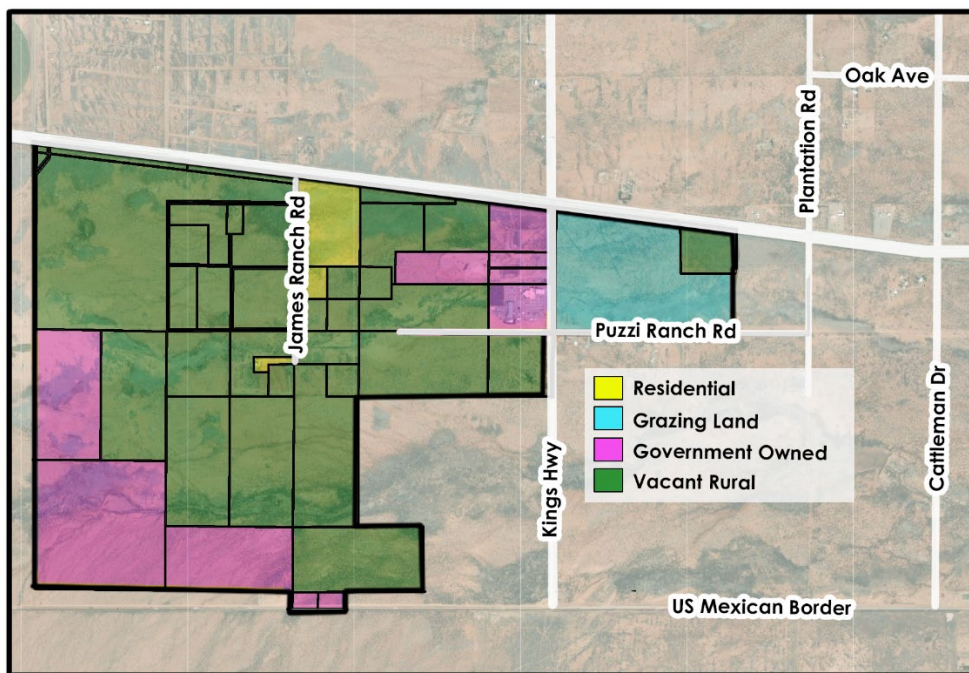 Oak Ave
Plantation Rd
James Ranch Rd
Puzzi Ranch Rd
Residential
Grazing Land
Government Owned
Vacant Rural
Kings Hwy
Cattleman Dr
US Mexican Border